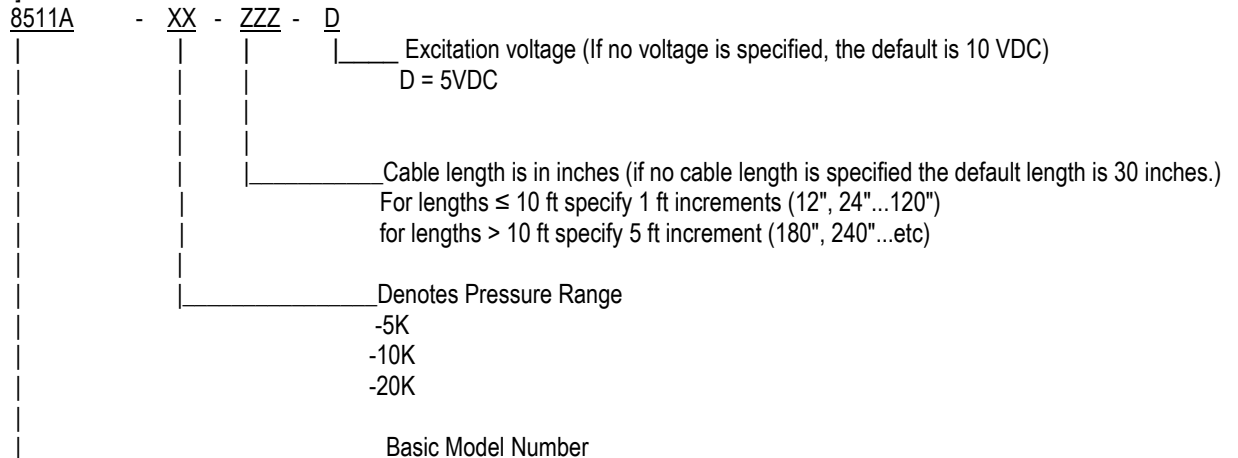 8511A - XX - ZZZ - D
Excitation voltage (If no voltage is specified, the default is 10 VDC)
D = 5VDC
Cable length is in inches (if no cable length is specified the default length is 30 inches.)
For lengths ≤ 10 ft specify 1 ft increments (12", 24"...120")
for lengths > 10 ft specify 5 ft increment (180", 240"...etc)
Denotes Pressure Range
-5K
-10K
-20K
Basic Model Number